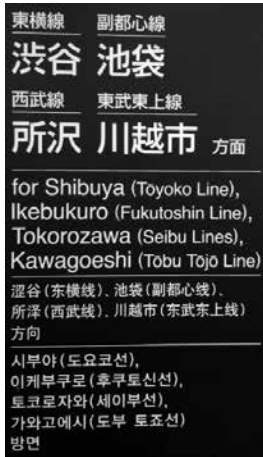 東横線 副都心線
渋谷 池袋
西武線 東武東上線
所沢 川越市 方面
for Shibuya (Tōyoko Line),
Ikebukuro (Fukutoshin Line),
Tokorozawa (Seibu Lines),
Kawagoeshi (Tōbu Tōjō Line)
涩谷(东横线)、池袋(副都心线)、
所泽(西武线)、川越市(东武东上线)
方向
시부야(도요코선),
이케부쿠로(후쿠토신선),
토코로자와(세이부선),
가와고에시(도부 토죠선)
방면